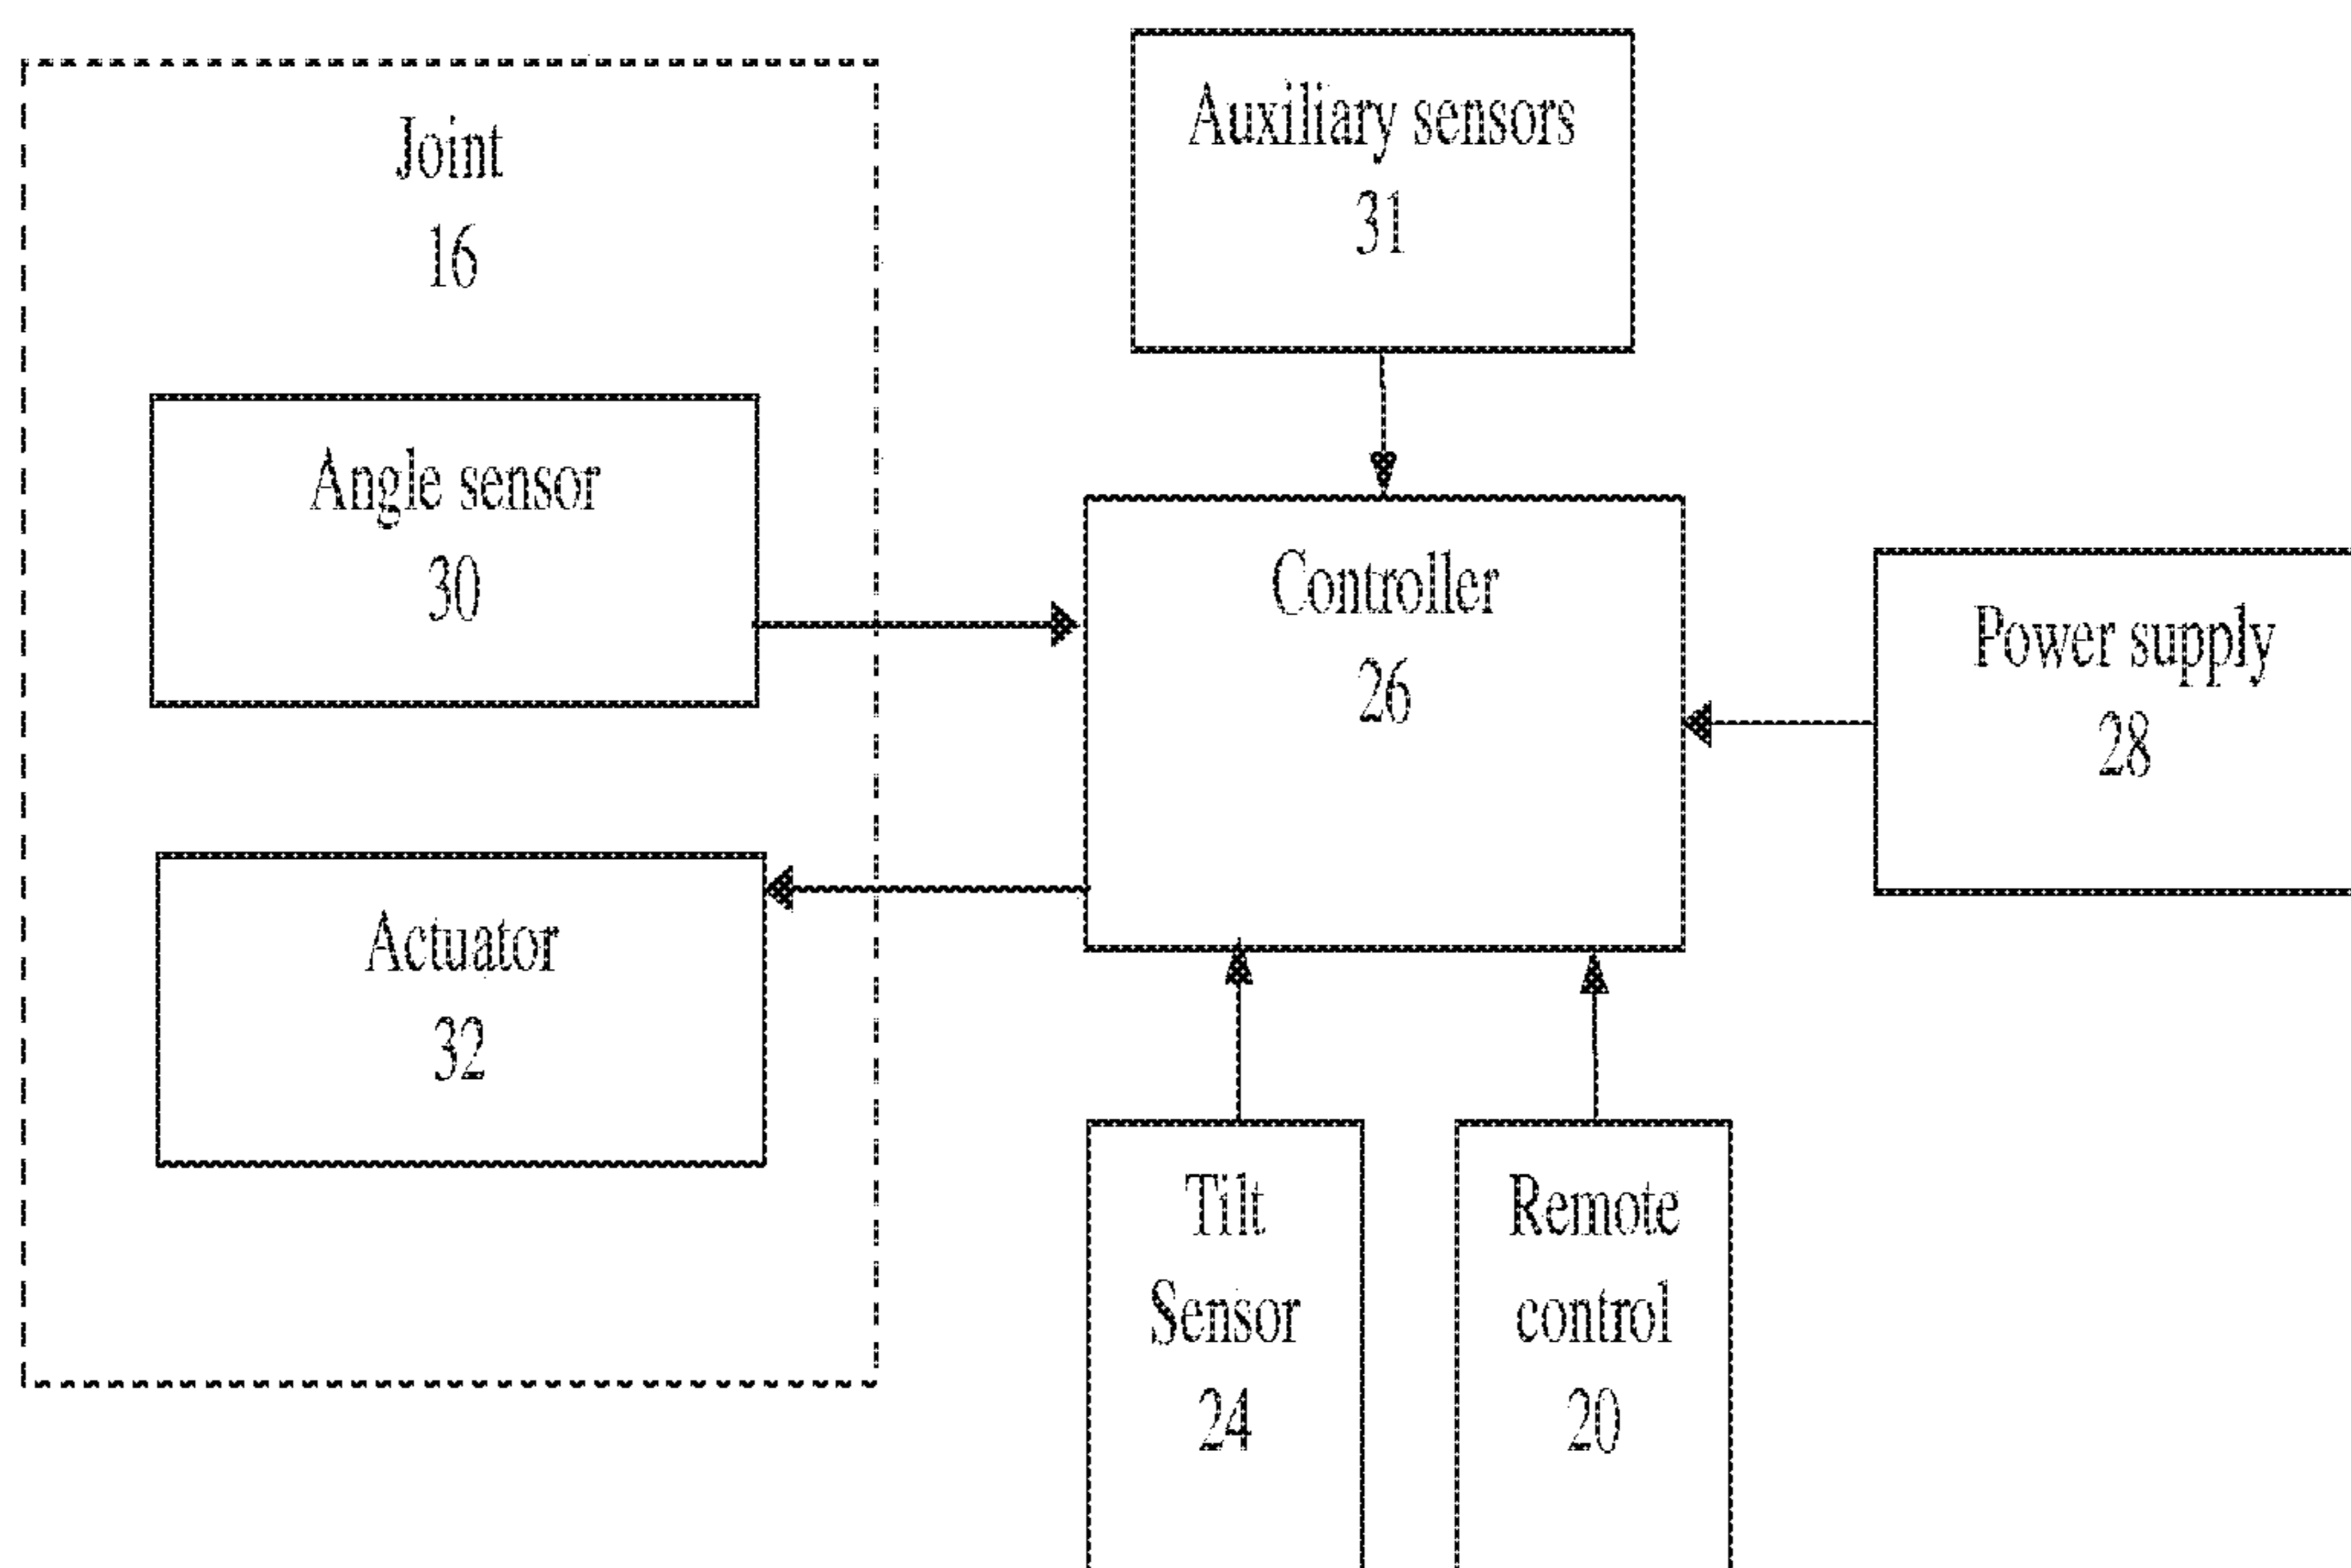 Joint
16
Angle sensor
30
Actuator
32
Auxiliary sensors
31
Controller
26
Power supply
28
Tilt
Sensor
24
Remote
control
20